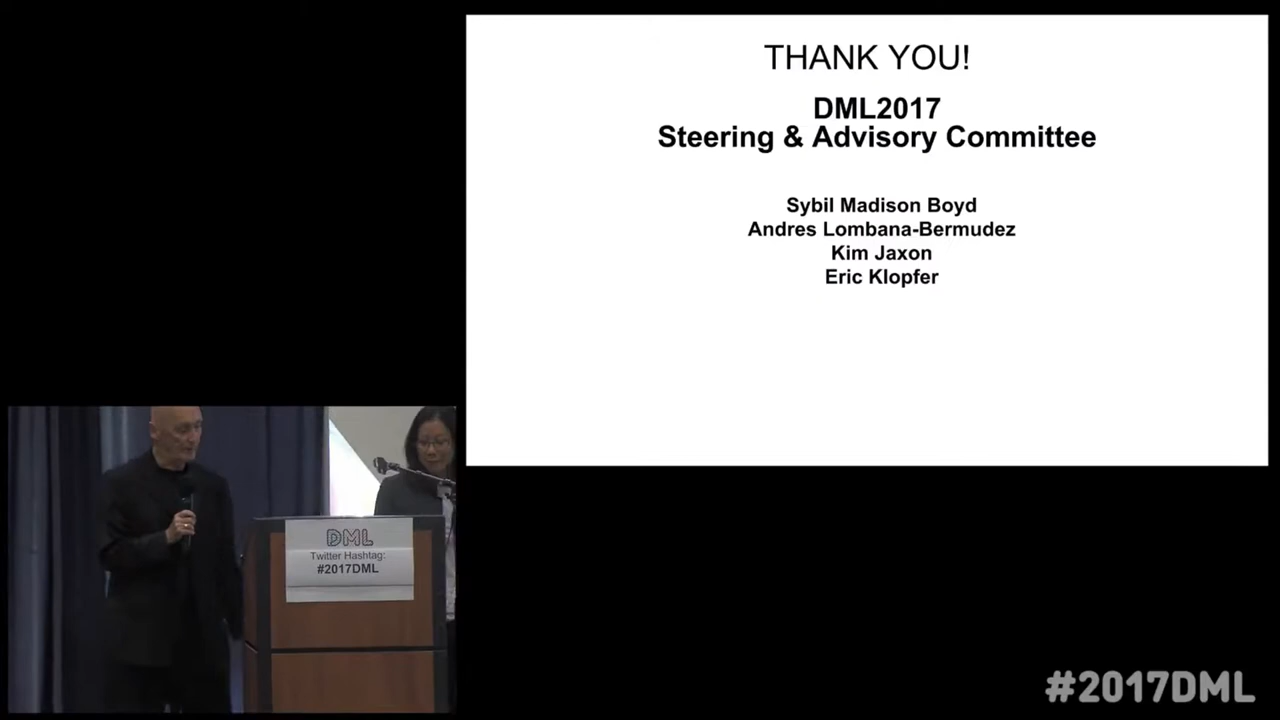 THANK YOU!
DML2017
Steering & Advisory Committee
Sybil Madison Boyd
Andres Lombana-Bermudez
Kim Jaxon
Eric Klopfer
DML
Twitter Hashtag:
#2017DML
#2017DML